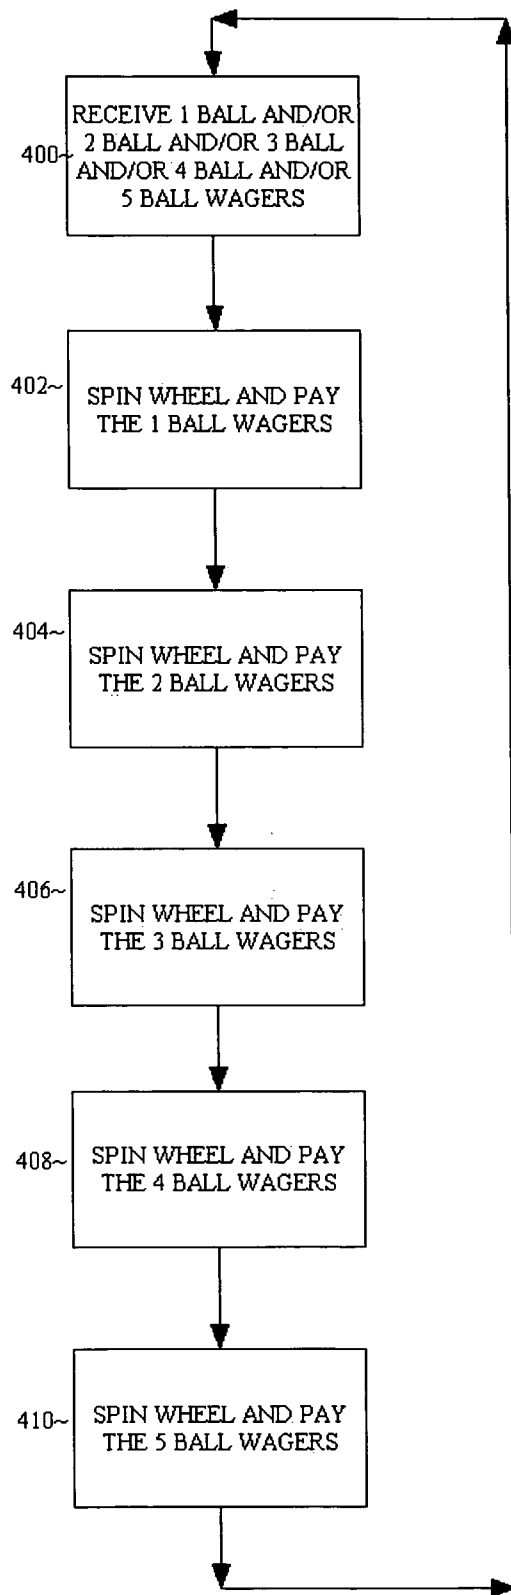 RECEIVE 1 BALL AND/OR
2 BALL AND/OR 3 BALL
400~ AND/OR 4 BALL AND/OR
5 BALL WAGERS
402~
SPIN WHEEL AND PAY
THE 1 BALL WAGERS
404~
SPIN WHEEL AND PAY
THE 2 BALL WAGERS
406~
SPIN WHEEL AND PAY
THE 3 BALL WAGERS
408~
SPIN WHEEL AND PAY
THE 4 BALL WAGERS
410~
SPIN WHEEL AND PAY
THE 5 BALL WAGERS